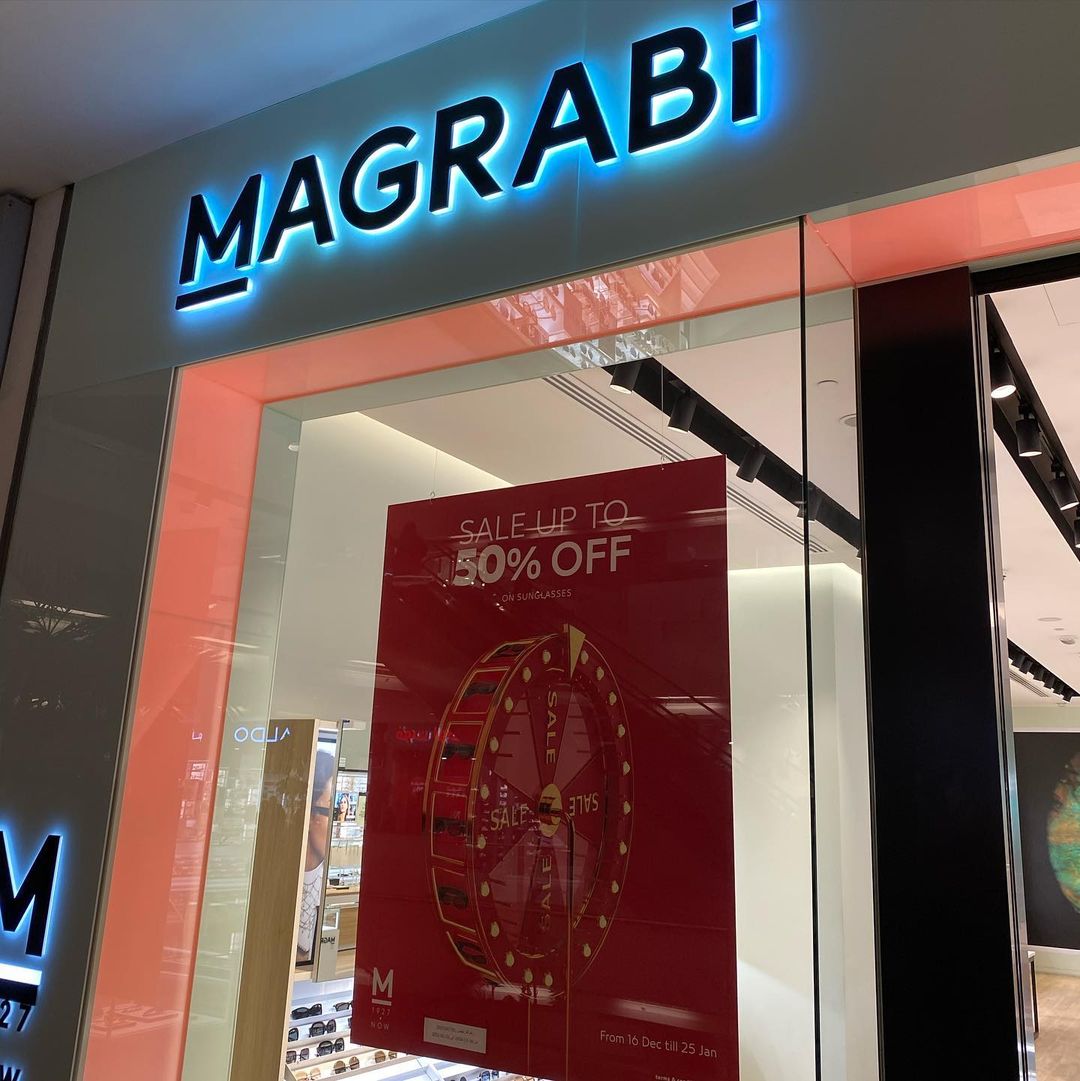 MAGRABi
SALE UP TO
50% OFF
ON SUNGLASSES
SALE
SALE
SALE
SALE
M
1927
NOW
From 16 Dec till 25 Jan
ALDO
M
27
W